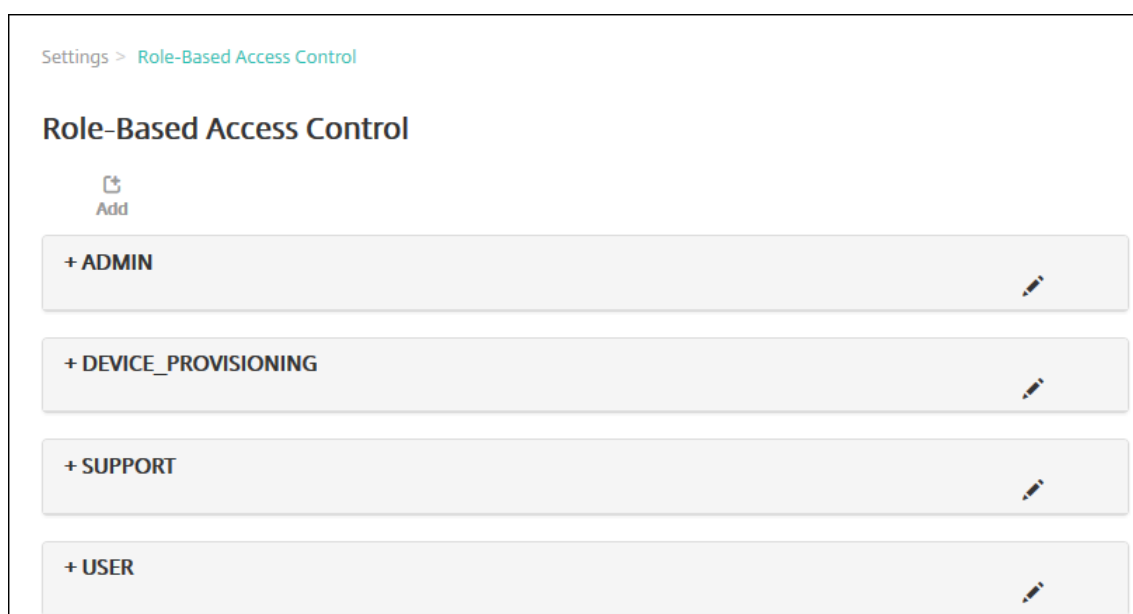 Settings > Role-Based Access Control
Role-Based Access Control
Add
+ ADMIN
+ DEVICE_PROVISIONING
+ SUPPORT
+ USER